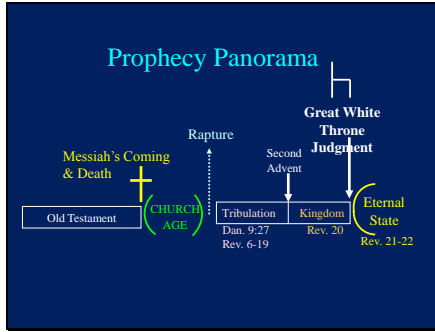 Prophecy Panorama
Great White
Throne
Judgment
Rapture
Second
Advent
Messiah's Coming
& Death
Old Testament
CHURCH
AGE
Tribulation
Kingdom
Eternal
State
Dan. 9:27
Rev. 6-19
Rev. 20
Rev. 21-22